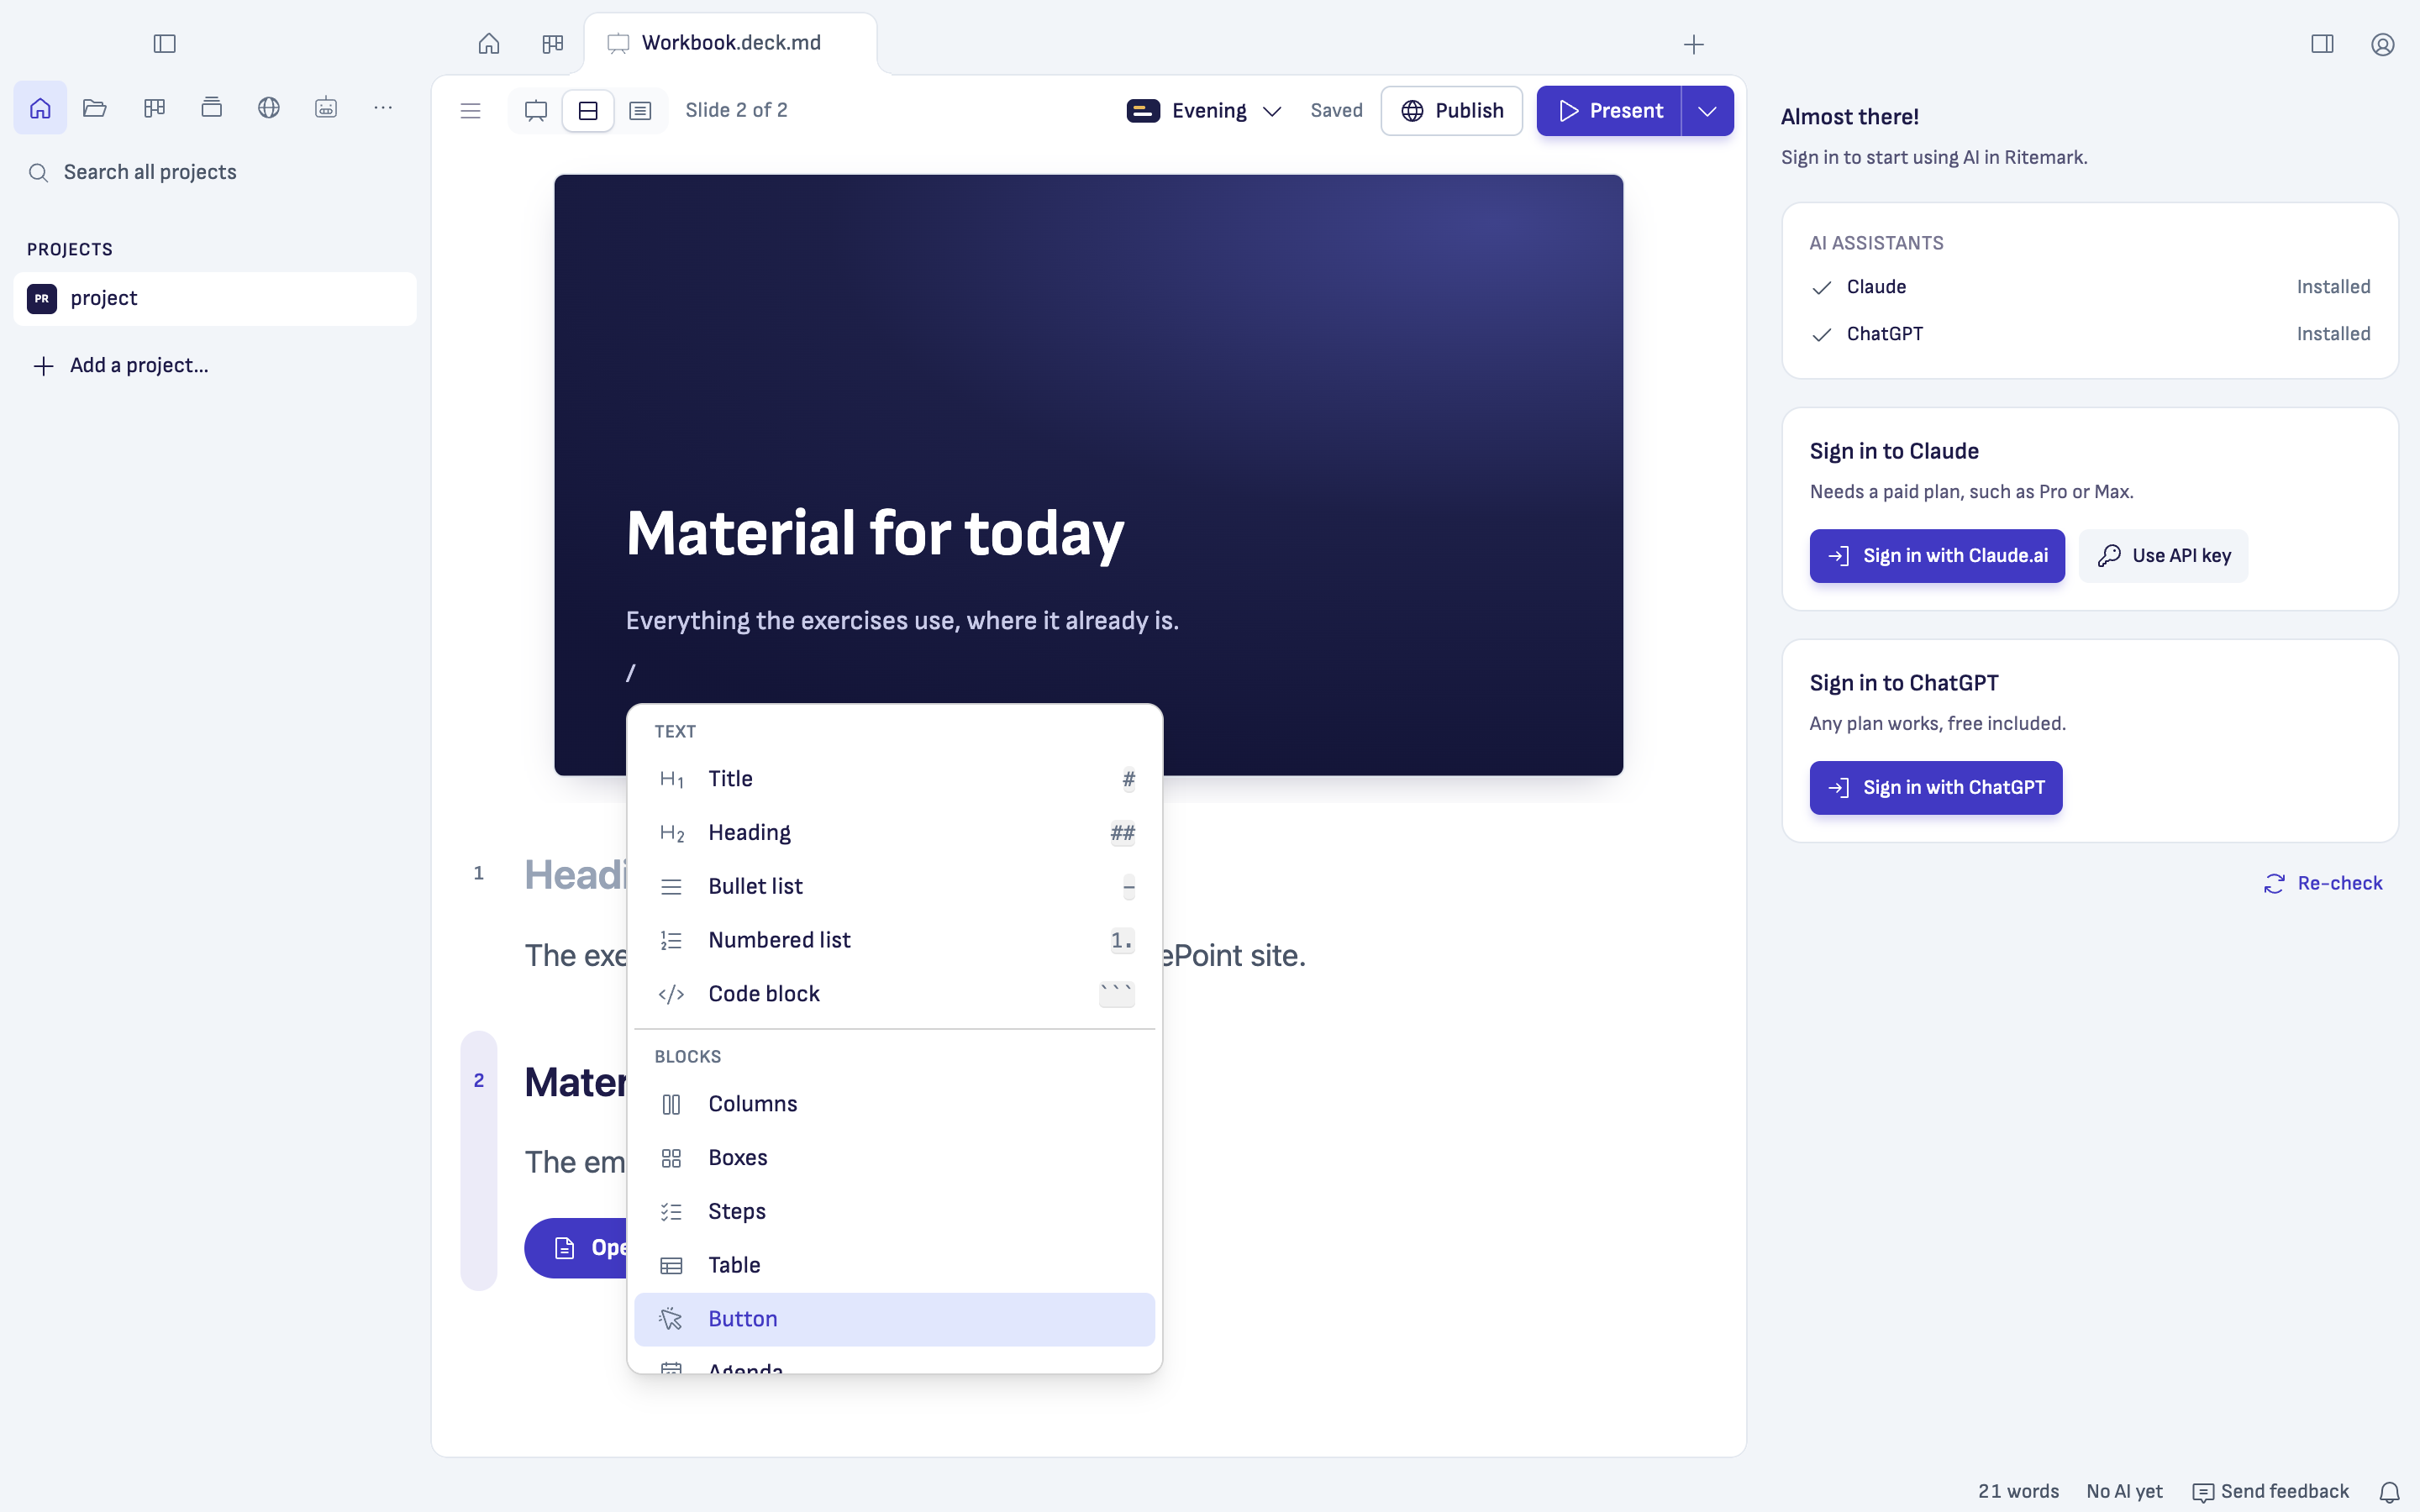 Workbook.deck.md
Search all projects
PROJECTS
PR project
Add a project...
Slide 2 of 2
Evening
Saved
Publish
Present
Material for today
Everything the exercises use, where it already is.
/
TEXT
H1 Title #
H2 Heading ##
Bullet list -
Numbered list 1.
</> Code block ```
BLOCKS
Columns
Boxes
Steps
Table
Button
Agenda
1
The
ePoint site.
2
The
Almost there!
Sign in to start using AI in Ritemark.
AI ASSISTANTS
Claude Installed
ChatGPT Installed
Sign in to Claude
Needs a paid plan, such as Pro or Max.
Sign in with Claude.ai
Use API key
Sign in to ChatGPT
Any plan works, free included.
Sign in with ChatGPT
Re-check
21 words
No AI yet
Send feedback